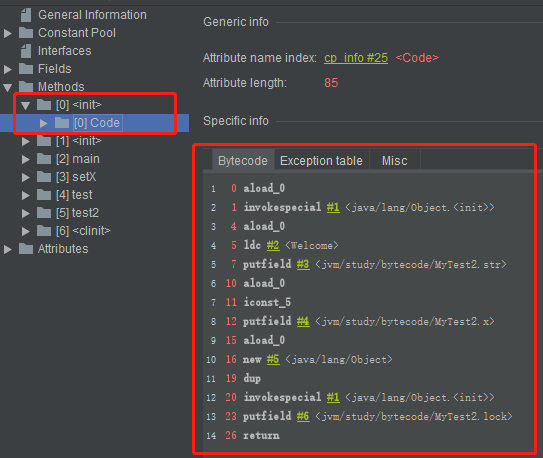 General Information
Constant Pool
Interfaces
Fields
Methods
[0] <init>
[0] Code
[1] <init>
[2] main
[3] setX
[4] test
[5] test2
[6] <clinit>
Attributes
Generic info
Attribute name index: cp_info #25 <Code>
Attribute length: 85
Specific info
Bytecode Exception table Misc
1 0 aload_0
2 1 invokespecial #1 <java/lang/Object.<init>>
3 4 aload_0
4 5 ldc #2 <Welcome>
5 7 putfield #3 <jvm/study/bytecode/MyTest2.str>
6 10 aload_0
7 11 iconst_5
8 12 putfield #4 <jvm/study/bytecode/MyTest2.x>
9 15 aload_0
10 16 new #5 <java/lang/Object>
11 19 dup
12 20 invokespecial #1 <java/lang/Object.<init>>
13 23 putfield #6 <jvm/study/bytecode/MyTest2.lock>
14 26 return